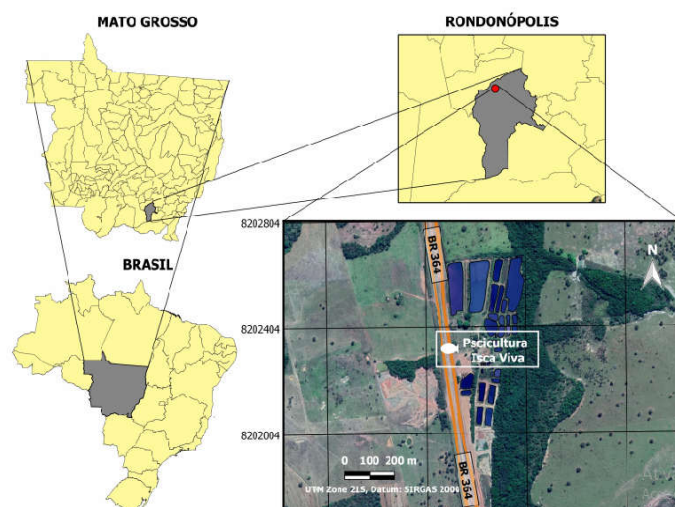 MATO GROSSO
RONDONÓPOLIS
BRASIL
8202804
8202404
8202004
BR 364
N
Pscicultura
Isca Viva
0 100 200 m
BR 364
UTM Zone 21S, Datum: SIRGAS 2000